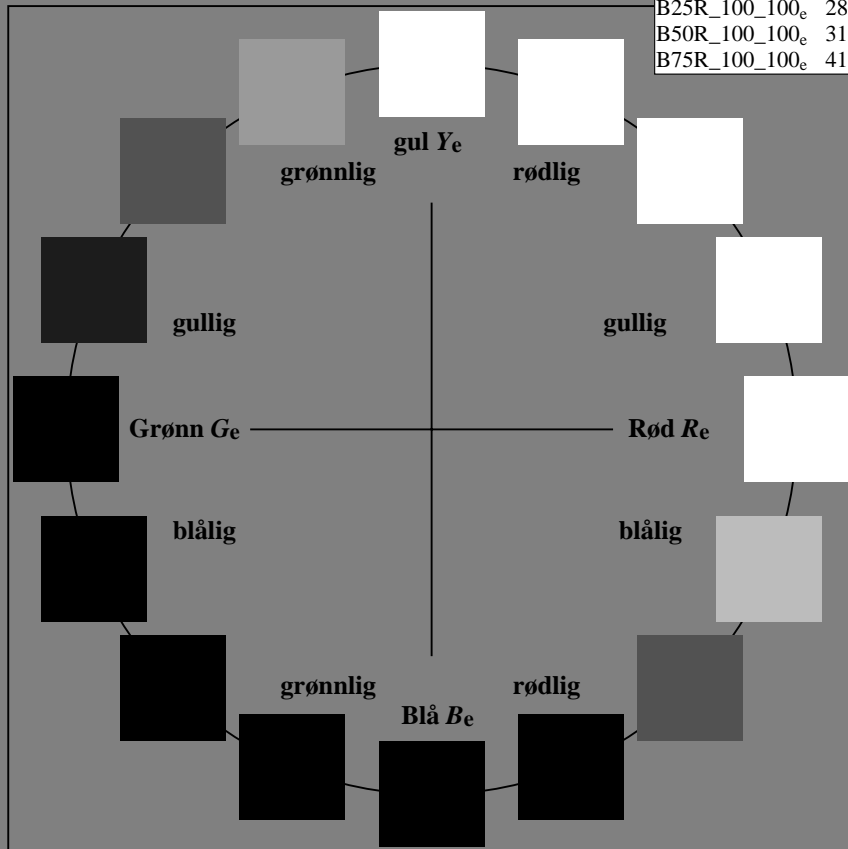 B25R_100_100e 28
B50R_100_100e 31
B75R_100_100e 41
gul Ye
grønnlig rødlig
gullig gullig
Grønn Ge Rød Re
blålig blålig
grønnlig rødlig
Blå Be